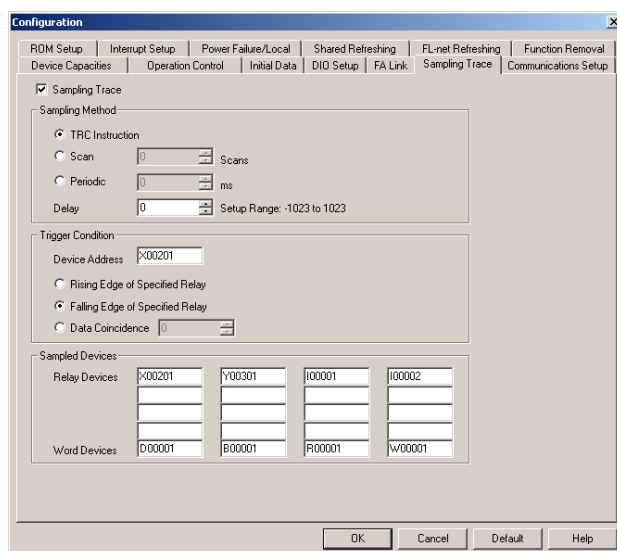 Configuration
ROM Setup Interrupt Setup Power Failure/Local Shared Refreshing FL-net Refreshing Function Removal
Device Capacities Operation Control Initial Data DIO Setup FA Link Sampling Trace Communications Setup
Sampling Trace
Sampling Method
TRC Instruction
Scan 0 Scans
Periodic 0 ms
Delay 0 Setup Range: -1023 to 1023
Trigger Condition
Device Address X00201
Rising Edge of Specified Relay
Falling Edge of Specified Relay
Data Coincidence 0
Sampled Devices
Relay Devices X00201 Y00301 I00001 I00002
Word Devices D00001 B00001 R00001 W00001
OK Cancel Default Help